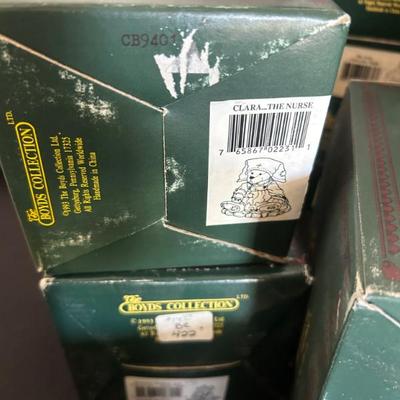 CB9401
The
BOYDS COLLECTION
LTD.
©1993 The Boyds Collection Ltd.
Gettysburg, Pennsylvania 17325
All Rights Reserved Worldwide
Handmade in China
CLARA...THE NURSE
7 65867 02231 1
The
BOYDS COLLECTION
LTD.